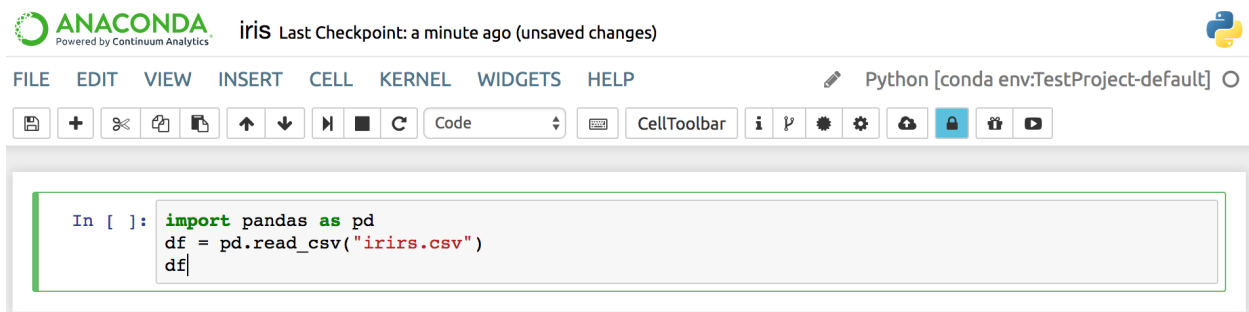 ANACONDA
Powered by Continuum Analytics
iris Last Checkpoint: a minute ago (unsaved changes)
FILE EDIT VIEW INSERT CELL KERNEL WIDGETS HELP Python [conda env:TestProject-default]
Code CellToolbar
In [ ]: import pandas as pd
df = pd.read_csv("irirs.csv")
df